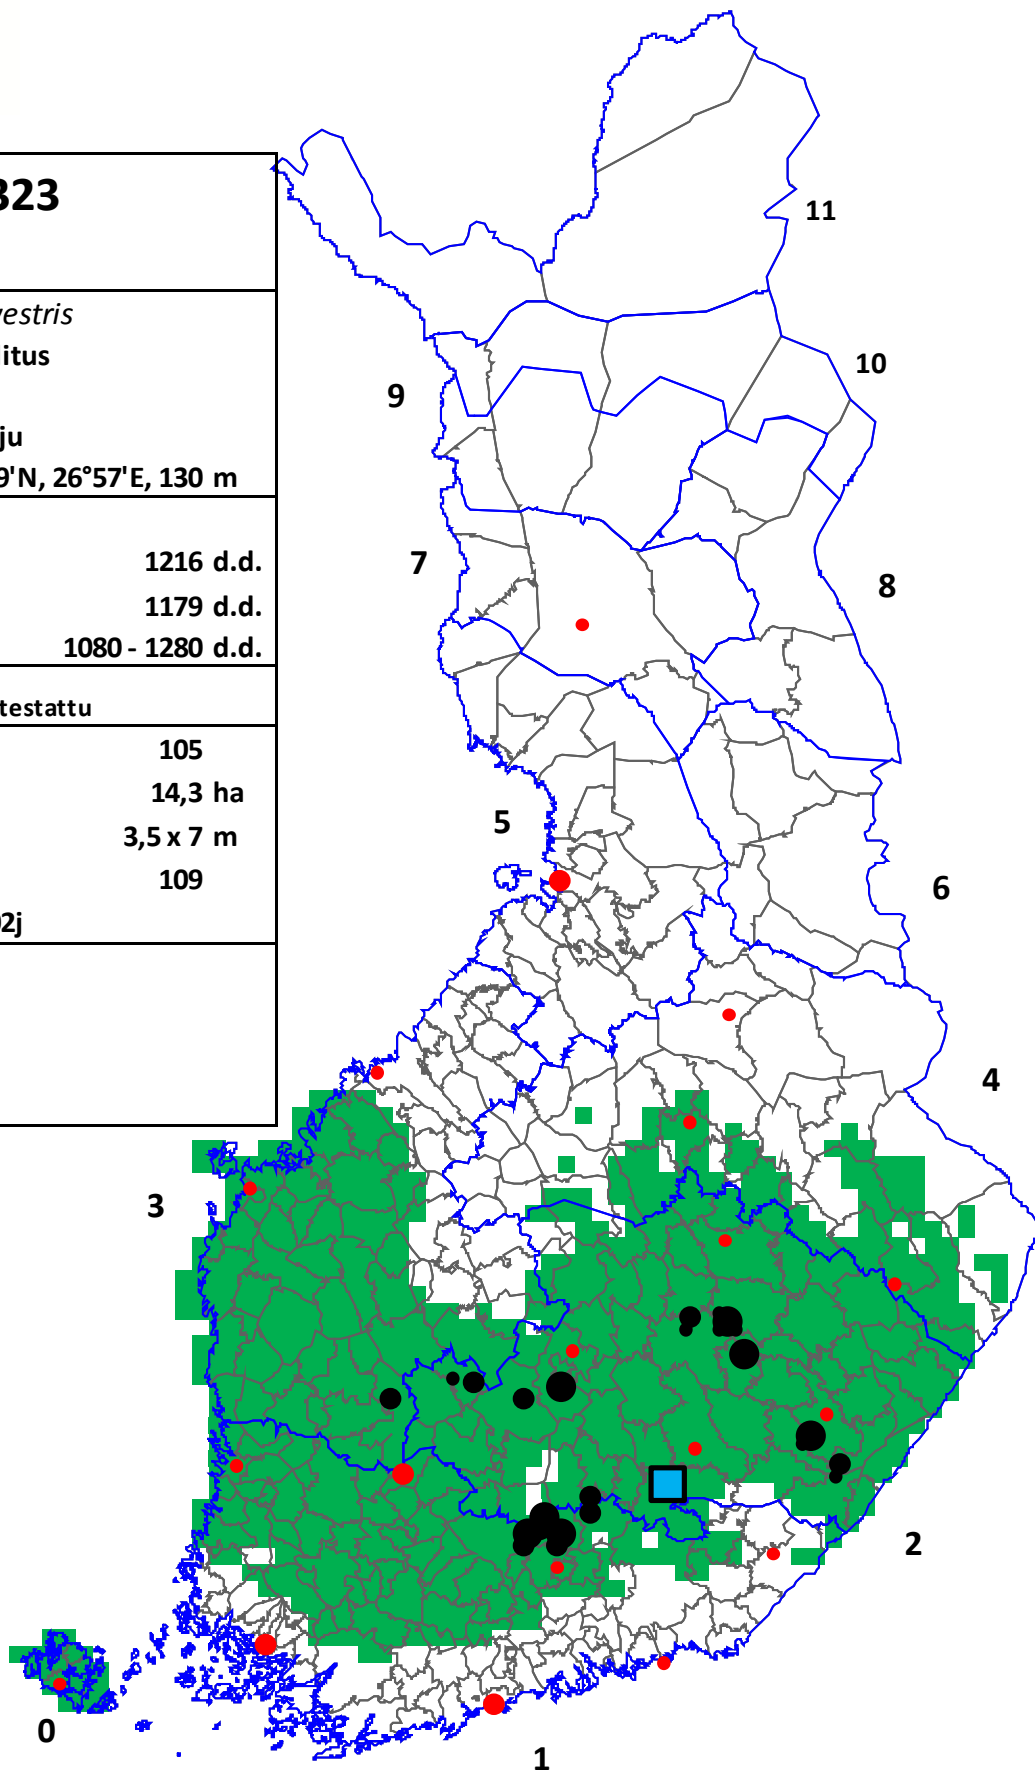 323
estris
itus
ju
9'N, 26°57'E, 130 m
1216 d.d.
1179 d.d.
1080 - 1280 d.d.
testattu
105
14,3 ha
3,5 x 7 m
109
2j
11
10
9
7
8
5
6
4
3
2
0
1